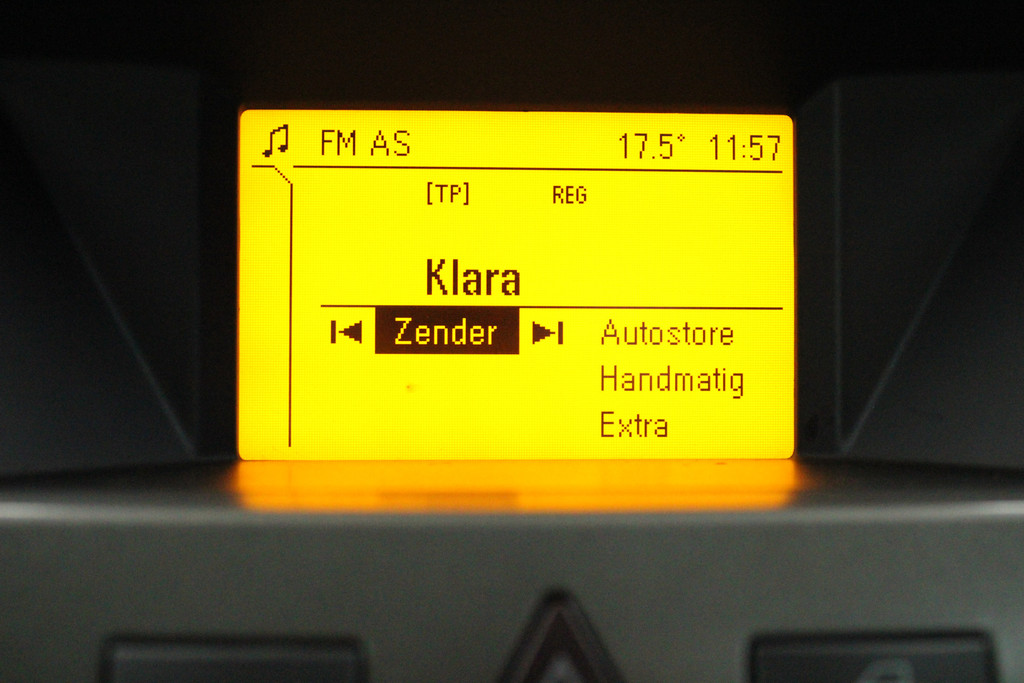 FM AS 17.5° 11:57
[TP] REG
Klara
Zender Autostore
Handmatig
Extra